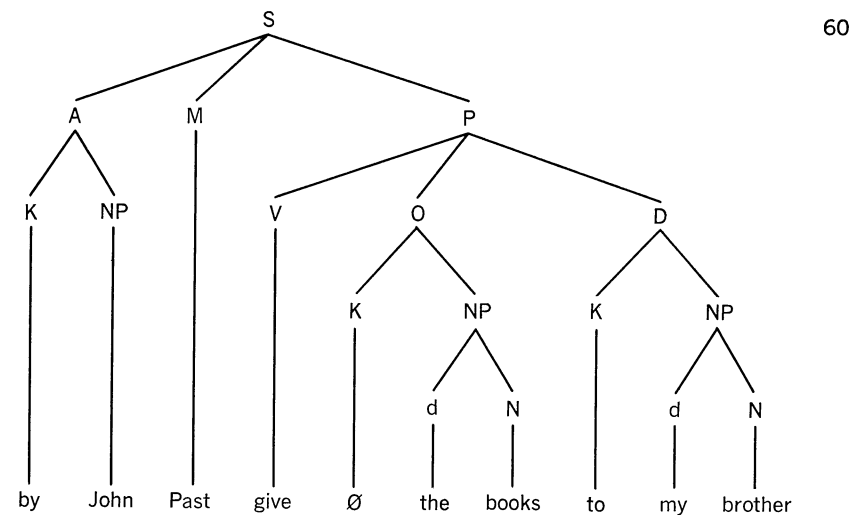 60
S
A M P
K NP V O D
K NP K NP
d N d N
by John Past give Ø the books to my brother